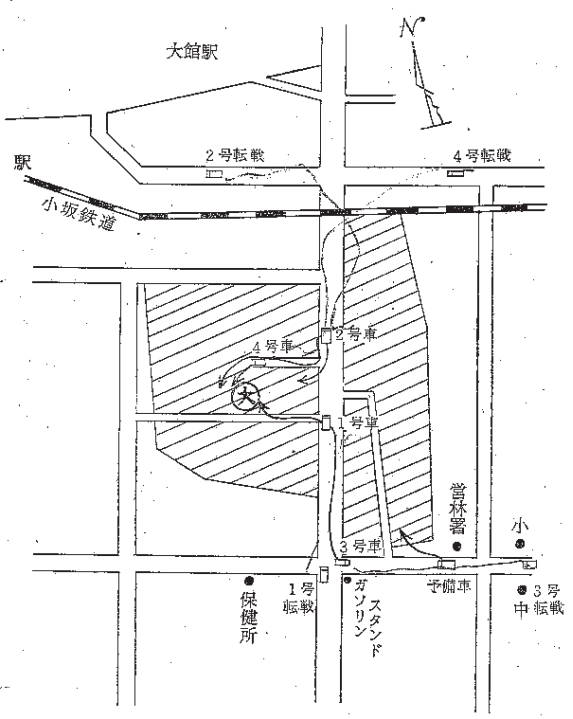 大館駅
N
2号転戦
4号転戦
駅
小坂鉄道
2号車
4号車
火
1号車
営林署
小
3号車
予備車
保健所
1号
転戦
ガソリン
スタンド
中
3号
転戦